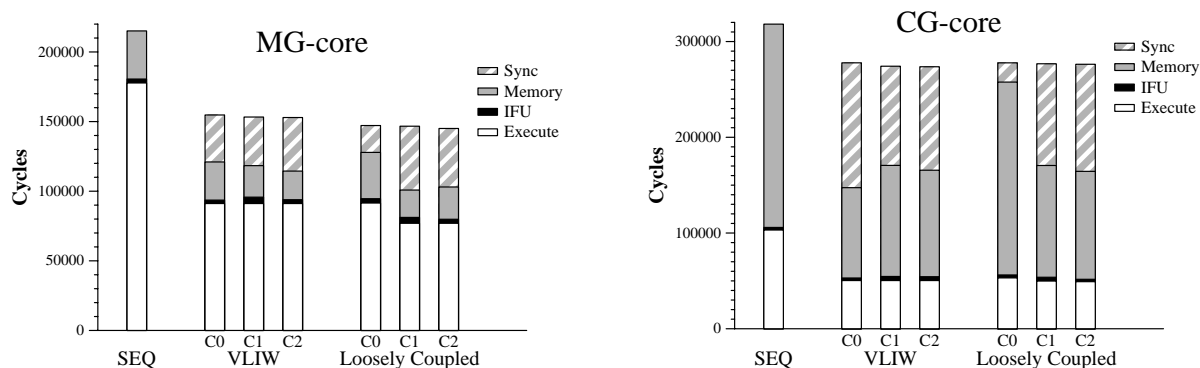 MG-core
200000
150000
100000
50000
0
Cycles
Sync
Memory
IFU
Execute
C0 C1 C2 C0 C1 C2
SEQ VLIW Loosely Coupled
CG-core
300000
200000
100000
0
Cycles
Sync
Memory
IFU
Execute
C0 C1 C2 C0 C1 C2
SEQ VLIW Loosely Coupled